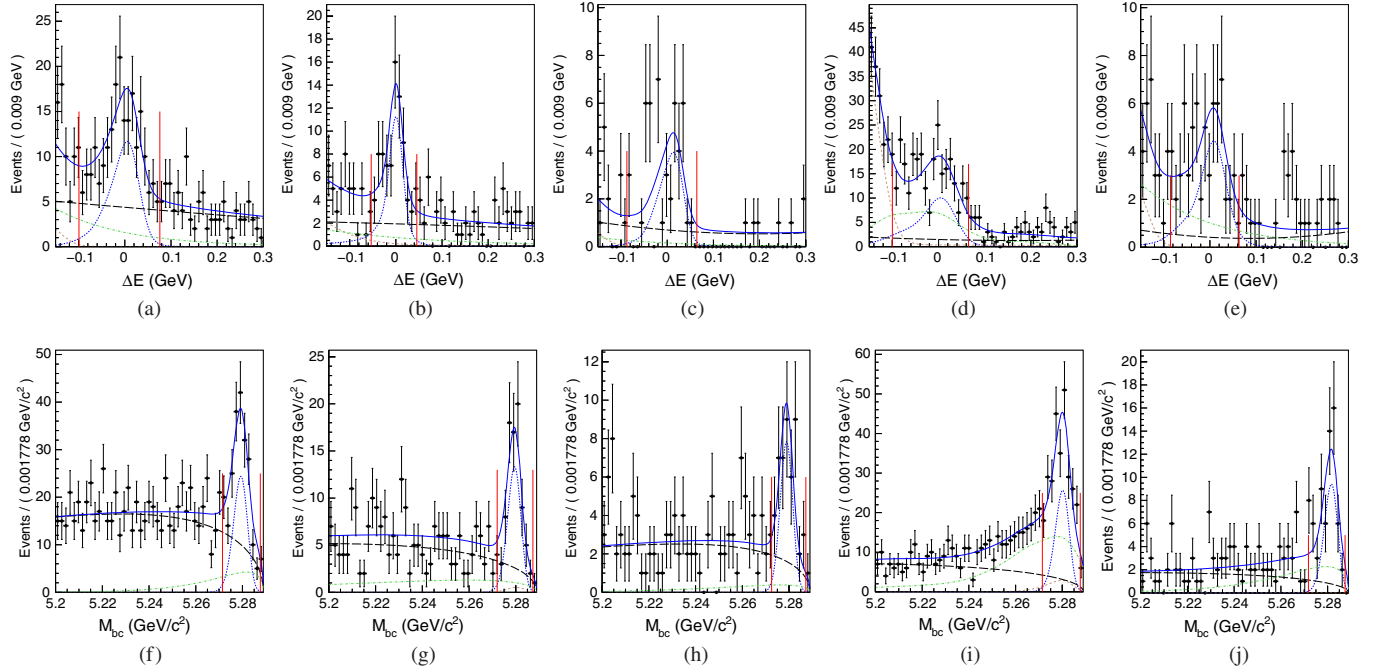 Events / ( 0.009 GeV )
25
20
15
10
5
0
-0.1 0 0.1 0.2 0.3
ΔE (GeV)
(a)
Events / ( 0.009 GeV )
20
18
16
14
12
10
8
6
4
2
0
-0.1 0 0.1 0.2 0.3
ΔE (GeV)
(b)
Events / ( 0.009 GeV )
10
8
6
4
2
0
-0.1 0 0.1 0.2 0.3
ΔE (GeV)
(c)
Events / ( 0.009 GeV )
45
40
35
30
25
20
15
10
5
0
-0.1 0 0.1 0.2 0.3
ΔE (GeV)
(d)
Events / ( 0.009 GeV )
10
8
6
4
2
0
−0.1 0 0.1 0.2 0.3
ΔE (GeV)
(e)
Events / ( 0.001778 GeV/c²)
50
40
30
20
10
0
5.2 5.22 5.24 5.26 5.28
M_bc (GeV/c²)
(f)
Events / ( 0.001778 GeV/c²)
25
20
15
10
5
0
5.2 5.22 5.24 5.26 5.28
M_bc (GeV/c²)
(g)
Events / ( 0.001778 GeV/c²)
12
10
8
6
4
2
0
5.2 5.22 5.24 5.26 5.28
M_bc (GeV/c²)
(h)
Events / ( 0.001778 GeV/c²)
60
50
40
30
20
10
0
5.2 5.22 5.24 5.26 5.28
M_bc (GeV/c²)
(i)
Events / ( 0.001778 GeV/c²)
20
18
16
14
12
10
8
6
4
2
0
5.2 5.22 5.24 5.26 5.28
M_bc (GeV/c²)
(j)